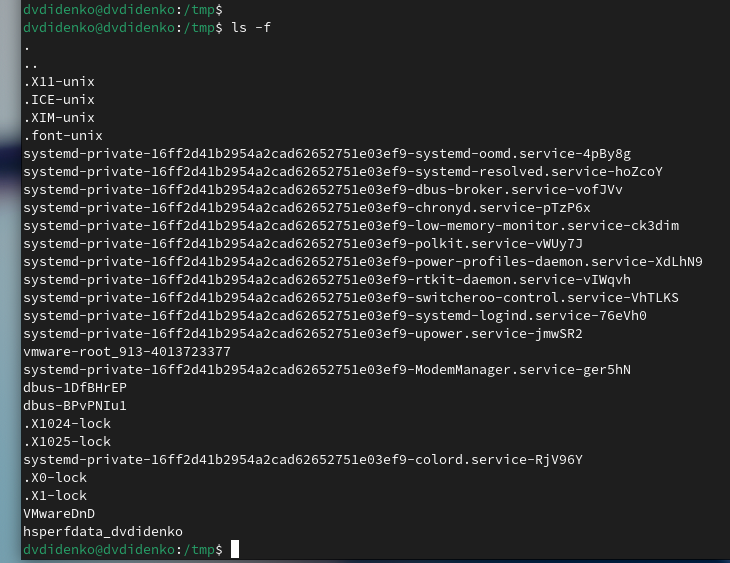 dvdidenko@dvdidenko:/tmp$
dvdidenko@dvdidenko:/tmp$ ls -f
.
..
.X11-unix
.ICE-unix
.XIM-unix
.font-unix
systemd-private-16ff2d41b2954a2cad62652751e03ef9-systemd-oomd.service-4pBy8g
systemd-private-16ff2d41b2954a2cad62652751e03ef9-systemd-resolved.service-hoZcoY
systemd-private-16ff2d41b2954a2cad62652751e03ef9-dbus-broker.service-vofJVv
systemd-private-16ff2d41b2954a2cad62652751e03ef9-chronyd.service-pTzP6x
systemd-private-16ff2d41b2954a2cad62652751e03ef9-low-memory-monitor.service-ck3dim
systemd-private-16ff2d41b2954a2cad62652751e03ef9-polkit.service-vWUy7J
systemd-private-16ff2d41b2954a2cad62652751e03ef9-power-profiles-daemon.service-XdLhN9
systemd-private-16ff2d41b2954a2cad62652751e03ef9-rtkit-daemon.service-vIWqvh
systemd-private-16ff2d41b2954a2cad62652751e03ef9-switcheroo-control.service-VhTLKS
systemd-private-16ff2d41b2954a2cad62652751e03ef9-systemd-logind.service-76eVh0
systemd-private-16ff2d41b2954a2cad62652751e03ef9-upower.service-jmwSR2
vmware-root_913-4013723377
systemd-private-16ff2d41b2954a2cad62652751e03ef9-ModemManager.service-ger5hN
dbus-1DfBHrEP
dbus-BPvPNIu1
.X1024-lock
.X1025-lock
systemd-private-16ff2d41b2954a2cad62652751e03ef9-colord.service-RjV96Y
.X0-lock
.X1-lock
VMwareDnD
hsperfdata_dvdidenko
dvdidenko@dvdidenko:/tmp$